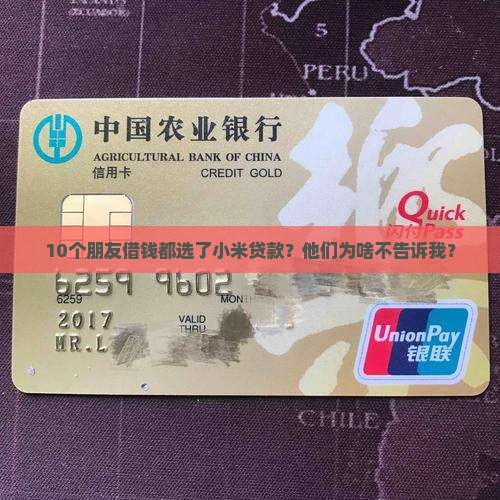 PERU
中国农业银行
AGRICULTURAL BANK OF CHINA
信用卡 CREDIT GOLD
Quick
闪付Pass
10个朋友借钱都选了小米贷款？他们为啥不告诉我？
6259 9602
6259 MON
2017 VALID
THRU
MR.L
UnionPay
银联
CHILE